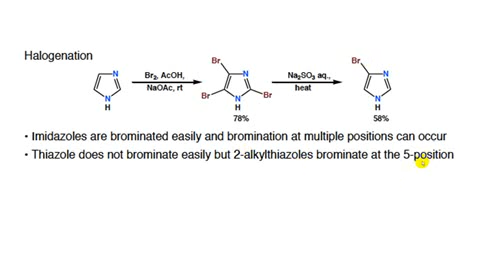 Halogenation
Br₂, AcOH,
NaOAc, rt
Na₂SO₃ aq.,
heat
Br
N
Br
Br
N
H
78%
Br
N
N
H
58%
N
N
H
• Imidazoles are brominated easily and bromination at multiple positions can occur
• Thiazole does not brominate easily but 2-alkylthiazoles brominate at the 5-position